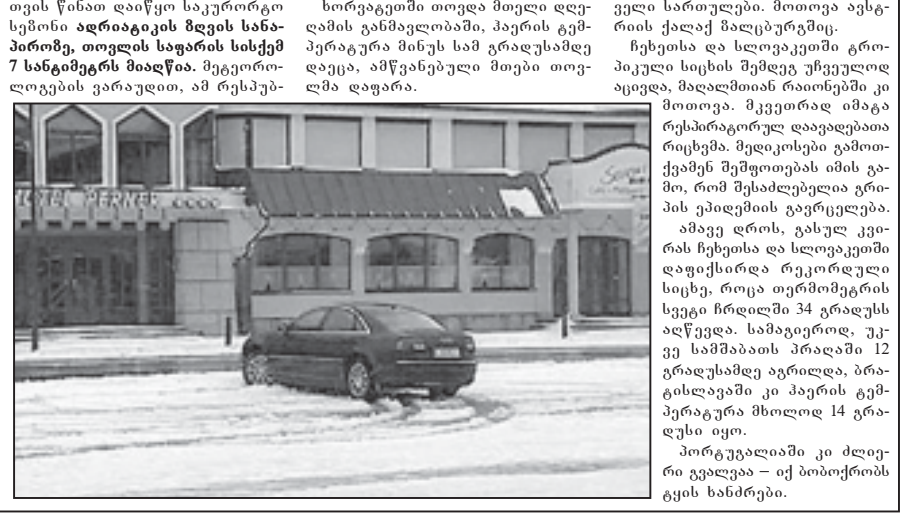 თვის წინათ დაიწყო საკურორტო
სეზონი ადრიატიკის ზღვის სანა-
პიროზე, თოვლის საფარის სისქემ
7 სანტიმეტრს მიაღწია. მეტეორო-
ლოგების ვარაუდით, ამ რესპუბ-
ხორვატეთში თოვდა მთელი დღე-
ღამის განმავლობაში, ჰაერის ტემ-
პერატურა მინუს სამ გრადუსამდე
დაეცა, ამწვანებული მთები თოვ-
ლმა დაფარა.
ველი სართულები. მოთოვა ავსტ-
რიის ქალაქ ზალცბურგშიც.
ჩეხეთსა და სლოვაკეთში ტრო-
პიკული სიცხის შემდეგ უჩვეულოდ
აცივდა, მაღალმთიან რაიონებში კი
მოთოვა. მკვეთრად იმატა
რესპირატორულ დაავადებათა
რიცხვმა. მედიკოსები გამოთ-
ქვამენ შეშფოთებას იმის გა-
მო, რომ შესაძლებელია გრი-
პის ეპიდემიის გავრცელება.
ამავე დროს, გასულ კვი-
რას ჩეხეთსა და სლოვაკეთში
დაფიქსირდა რეკორდული
სიცხე, როცა თერმომეტრის
სვეტი ჩრდილში 34 გრადუსს
აღწევდა. სამაგიეროდ, უკ-
ვე სამშაბათს პრაღაში 12
გრადუსამდე აგრილდა, ბრა-
ტისლავაში კი ჰაერის ტემ-
პერატურა მხოლოდ 14 გრა-
დუსი იყო.
პორტუგალიაში კი ძლიე-
რი გვალვაა – იქ ბობოქრობს
ტყის ხანძრები.
HOTEL PERNER